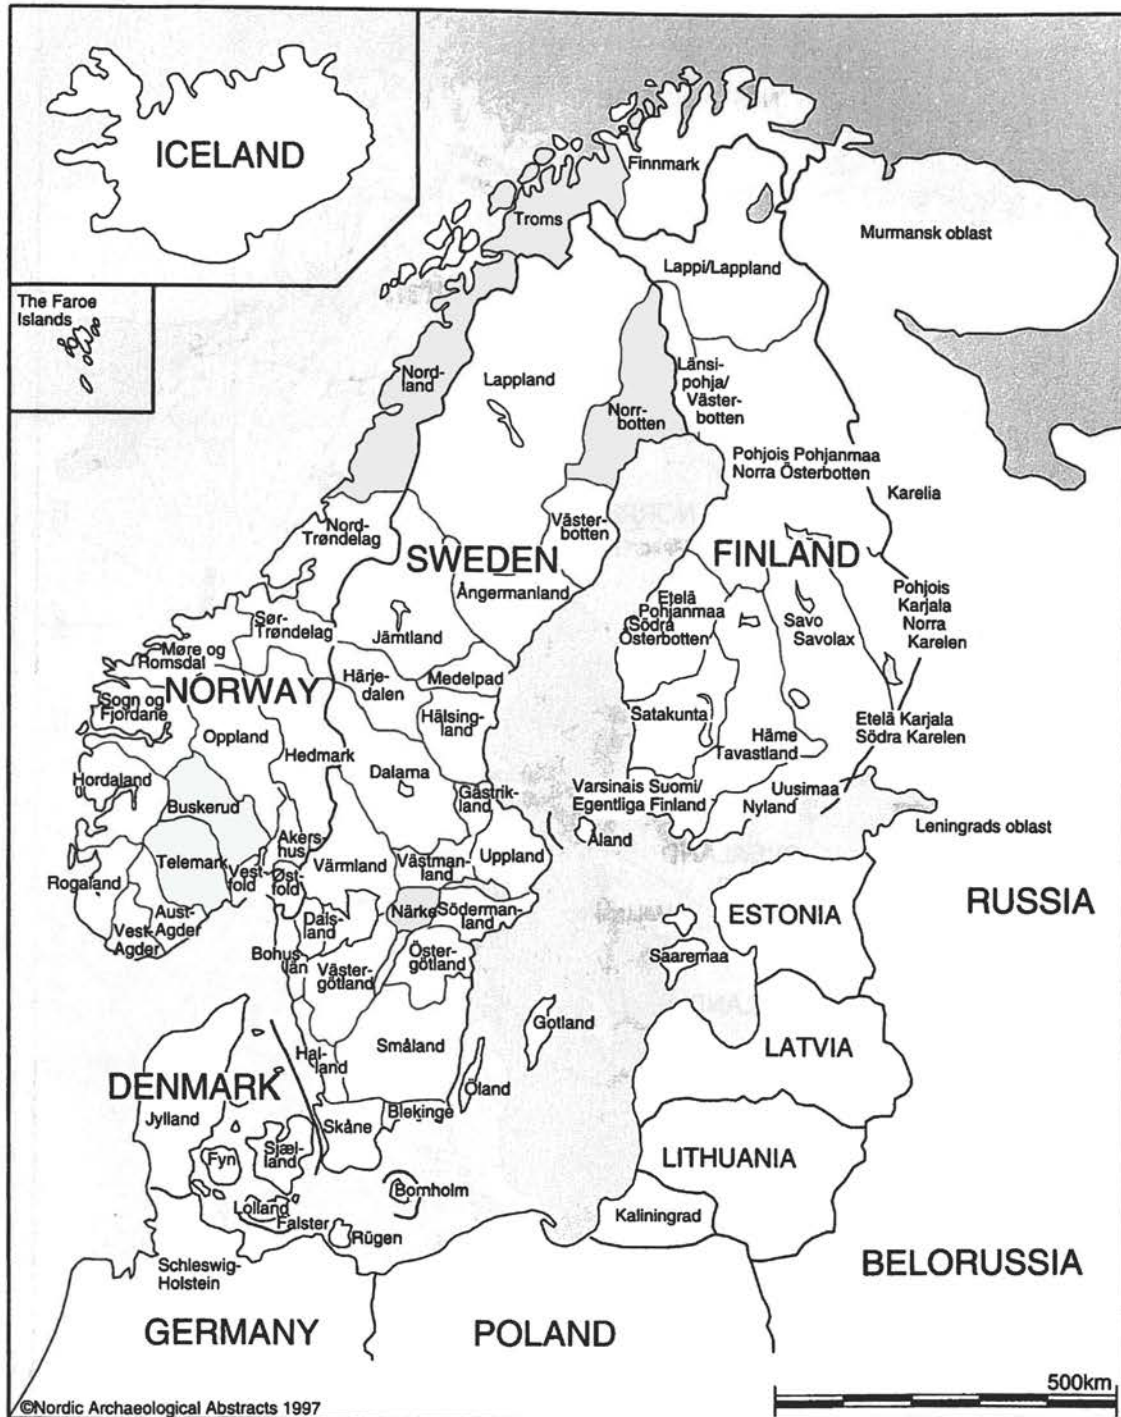 ICELAND
The Faroe
Islands
Finnmark
Troms
Murmansk oblast
Lappi/Lappland
Nord-
land
Lappland
Länsi-
pohja/
Väster-
botten
Norr-
botten
Pohjois Pohjanmaa
Norra Österbotten
Karelia
Nord-
Trøndelag
Väster-
botten
SWEDEN
FINLAND
Ångermanland
Etelä
Pohjanmaa
Södra
Österbotten
Savo
Savolax
Pohjois
Karjala
Norra
Karelen
Sør-
Trøndelag
Jämtland
Møre og
Romsdal
NORWAY
Härje-
dalen
Medelpad
Sogn og
Fjordane
Hälsing-
land
Satakunta
Häme
Tavastland
Etelä Karjala
Södra Karelen
Oppland
Hedmark
Hordaland
Dalarna
Buskerud
Gästrik-
land
Varsinais Suomi/
Egentliga Finland
Uusimaa
Nyland
Leningrads oblast
Åland
Akers-
hus
Telemark
Värmland
Västman-
land
Uppland
Rogaland
Vest-
fold
Øst-
fold
Närke
Söderman-
land
Dals-
land
Aust-
Agder
Vest-
Agder
ESTONIA
RUSSIA
Bohus
län
Väster-
götland
Öster-
götland
Saaremaa
Gotland
Hal-
land
Småland
LATVIA
DENMARK
Jylland
Öland
Blekinge
Skåne
Fyn
Sjæl-
land
LITHUANIA
Bornholm
Lolland
Falster
Rügen
Kaliningrad
Schleswig-
Holstein
BELORUSSIA
GERMANY
POLAND
500km
©Nordic Archaeological Abstracts 1997